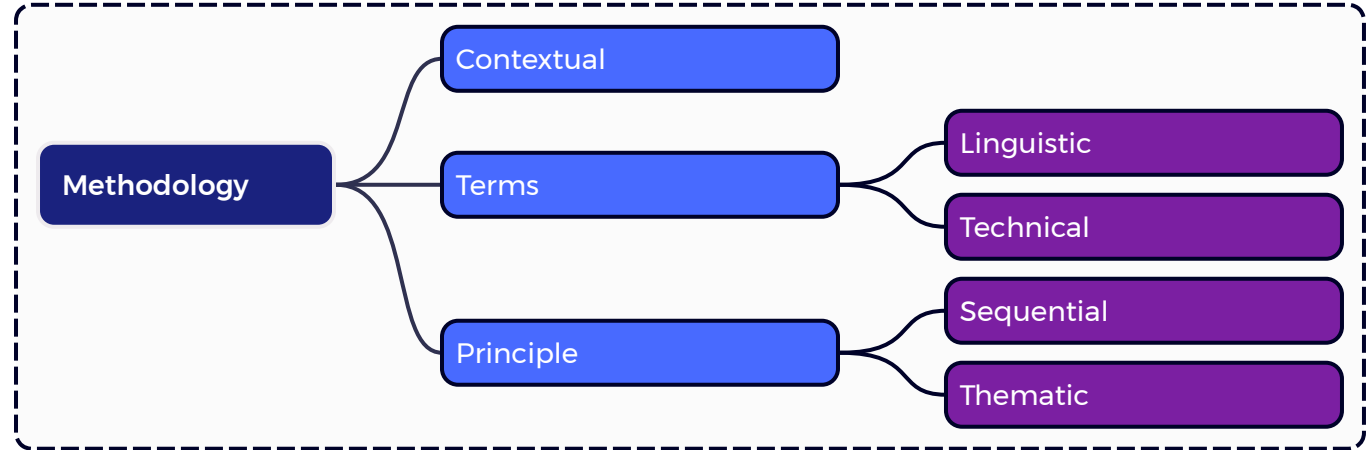 Methodology
Contextual
Terms
Linguistic
Technical
Principle
Sequential
Thematic